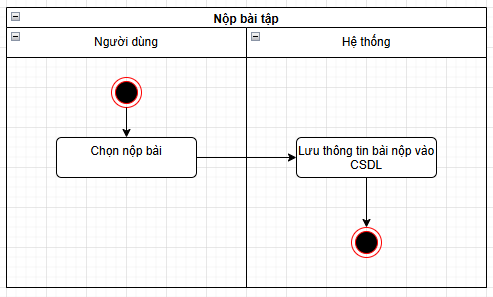 Nộp bài tập
Người dùng
Hệ thống
Chọn nộp bài
Lưu thông tin bài nộp vào
CSDL